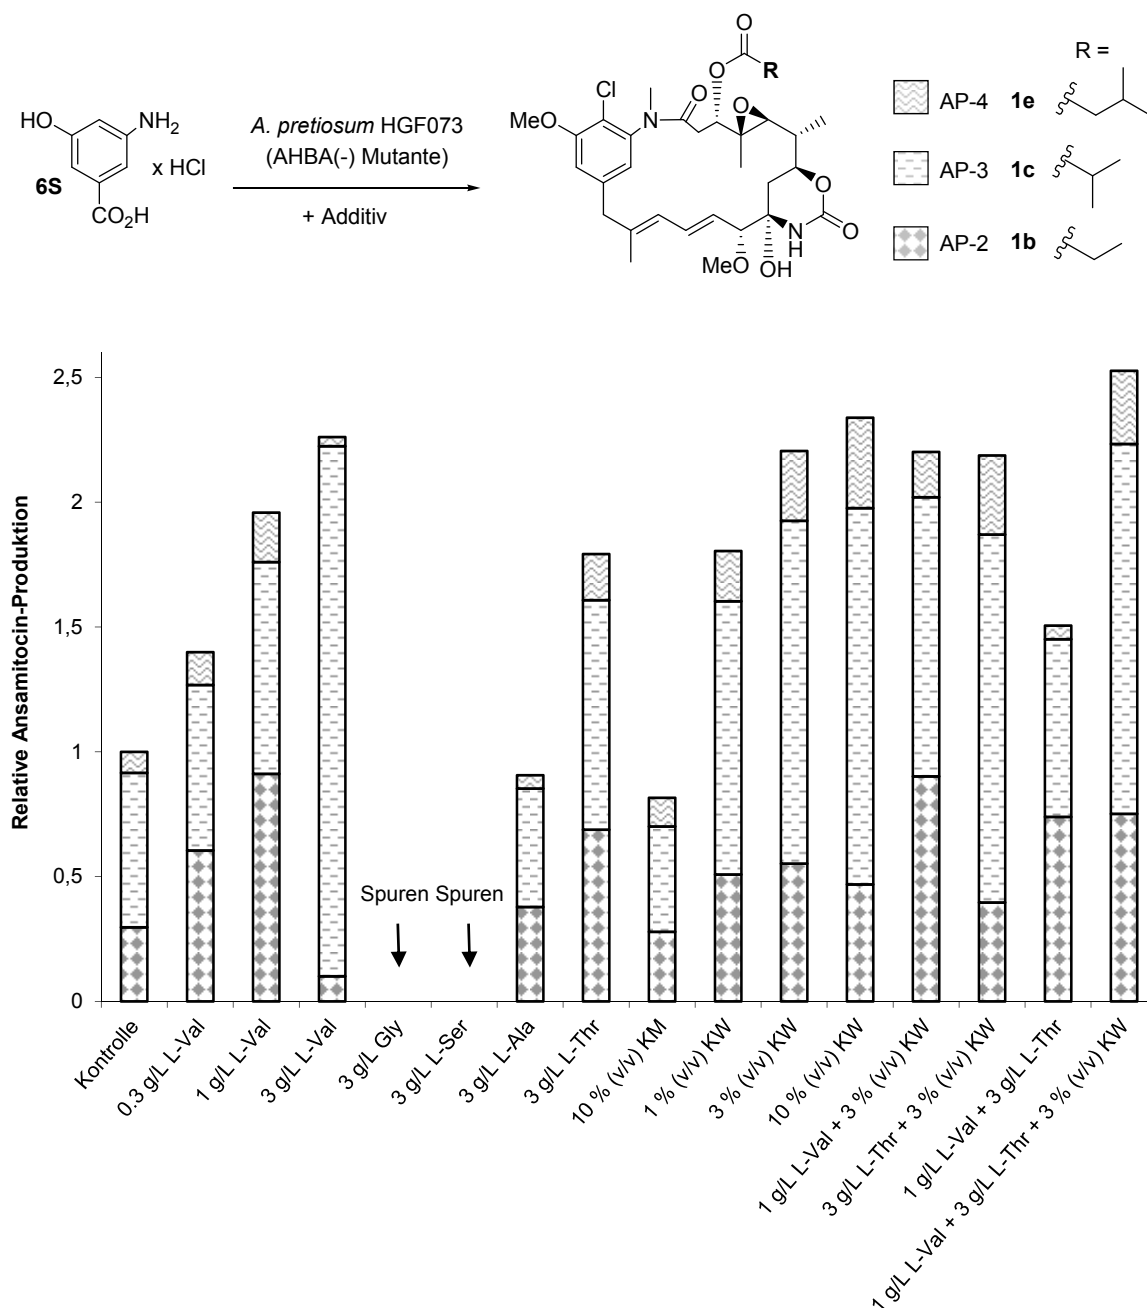 HO
NH2
6S
x HCl
CO2H
A. pretiosum HGF073
(AHBA(-) Mutante)
+ Additiv
O
O
R
Cl
MeO
N
O
O
O
N
H
O
MeO
OH
R =
AP-4 1e
AP-3 1c
AP-2 1b
Relative Ansamitocin-Produktion
2,5
2
1,5
1
0,5
0
Spuren Spuren
Kontrolle
0.3 g/L L-Val
1 g/L L-Val
3 g/L L-Val
3 g/L Gly
3 g/L L-Ser
3 g/L L-Ala
3 g/L L-Thr
10 % (v/v) KM
1 % (v/v) KW
3 % (v/v) KW
10 % (v/v) KW
1 g/L L-Val + 3 % (v/v) KW
3 g/L L-Thr + 3 % (v/v) KW
1 g/L L-Val + 3 g/L L-Thr
1 g/L L-Val + 3 g/L L-Thr + 3 % (v/v) KW